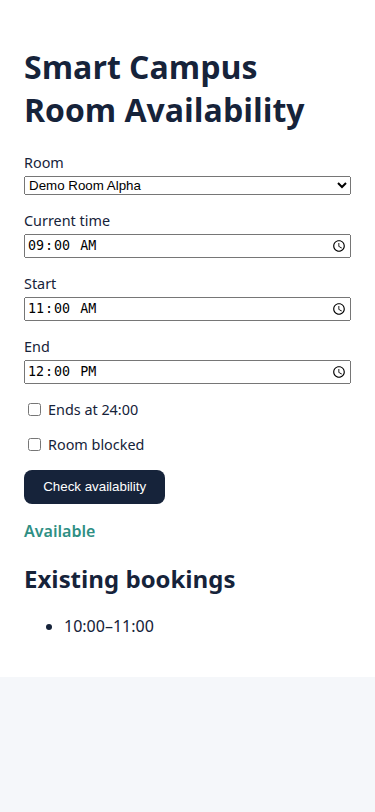 Smart Campus
Room Availability
Room
Demo Room Alpha
Current time
09:00 AM
Start
11:00 AM
End
12:00 PM
Ends at 24:00
Room blocked
Check availability
Available
Existing bookings
10:00–11:00